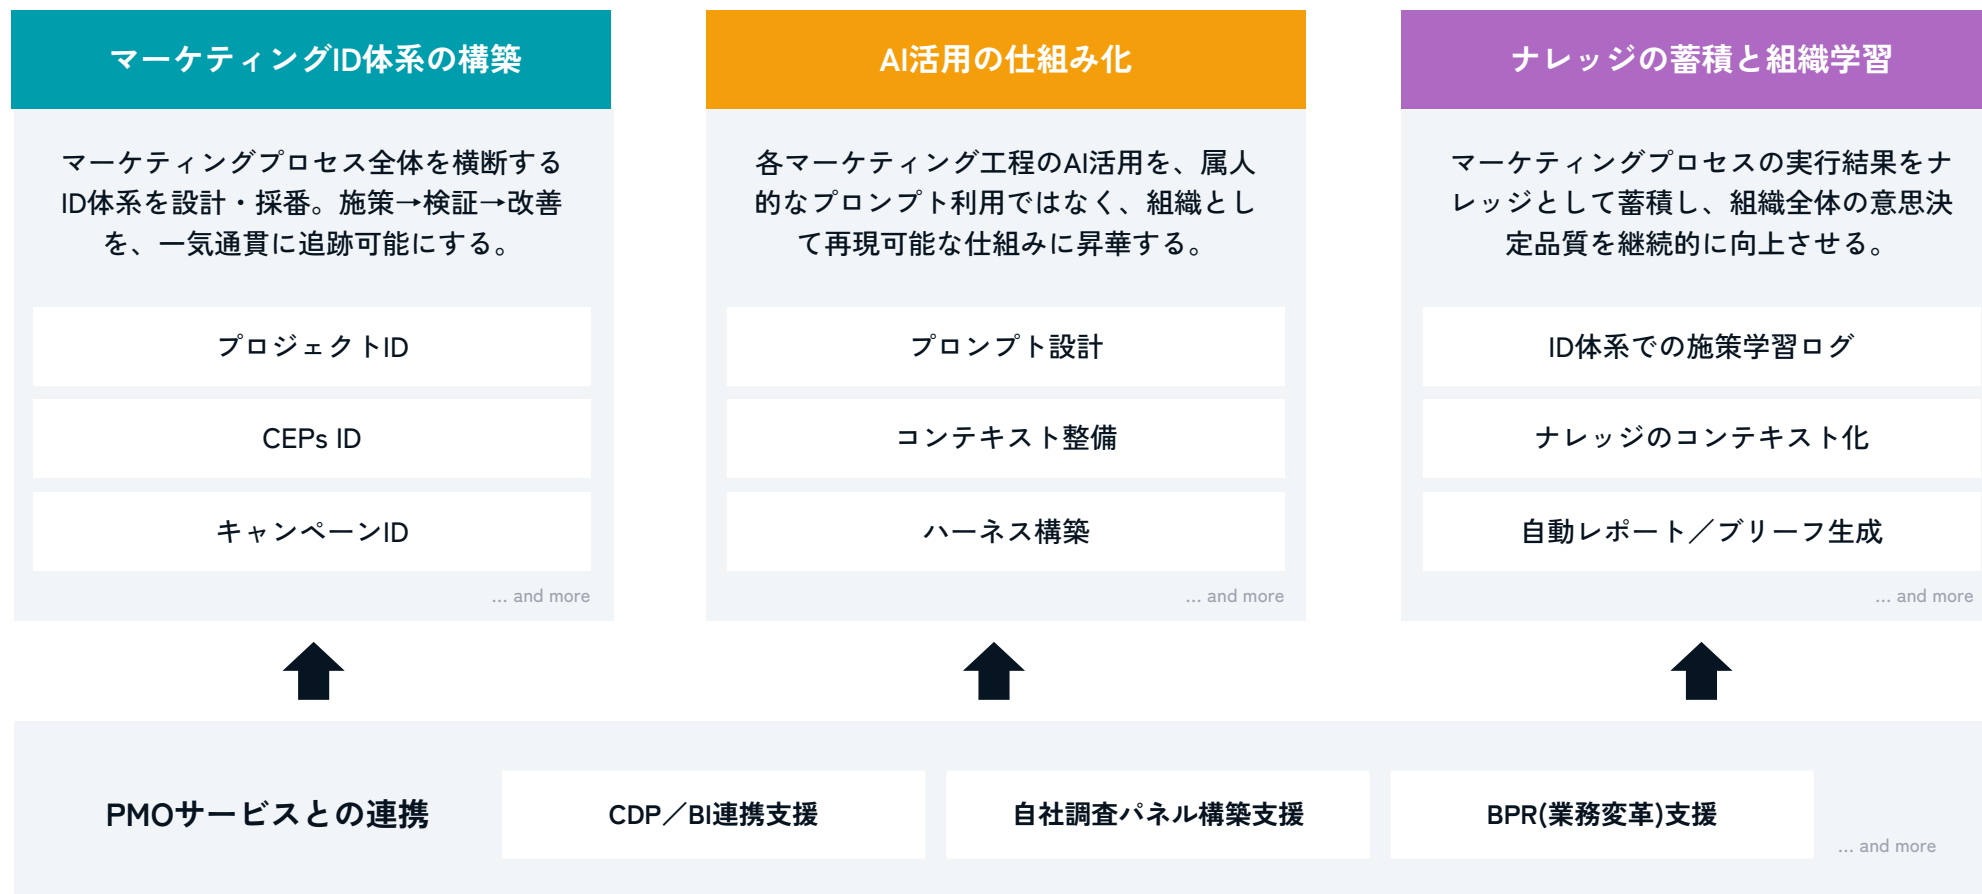 マーケティングID体系の構築
マーケティングプロセス全体を横断する
ID体系を設計・採番。施策→検証→改善
を、一気通貫に追跡可能にする。
プロジェクトID
CEPs ID
キャンペーンID
... and more
AI活用の仕組み化
各マーケティング工程のAI活用を、属人
的なプロンプト利用ではなく、組織とし
て再現可能な仕組みに昇華する。
プロンプト設計
コンテキスト整備
ハーネス構築
... and more
ナレッジの蓄積と組織学習
マーケティングプロセスの実行結果をナ
レッジとして蓄積し、組織全体の意思決
定品質を継続的に向上させる。
ID体系での施策学習ログ
ナレッジのコンテキスト化
自動レポート／ブリーフ生成
... and more
PMOサービスとの連携
CDP／BI連携支援
自社調査パネル構築支援
BPR(業務変革)支援
... and more